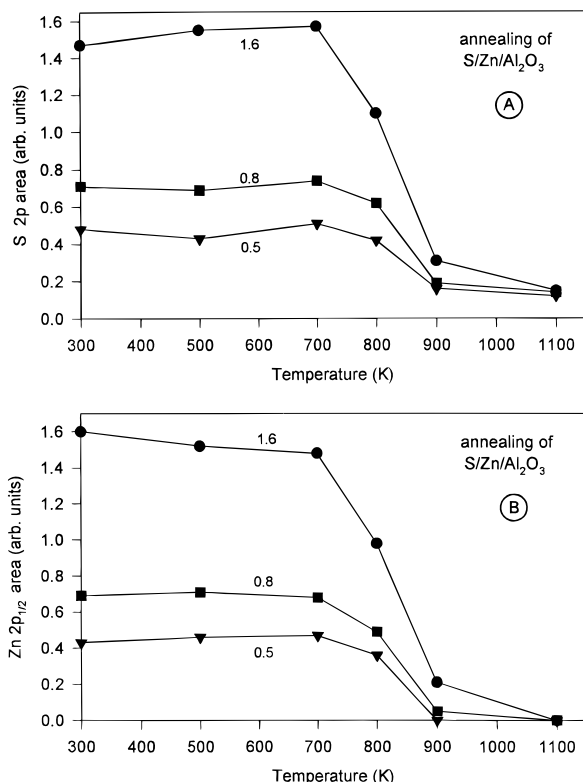 1.6
1.4
1.2
1.0
0.8
0.6
0.4
0.2
0.0
S 2p area (arb. units)
1.6
0.8
0.5
annealing of
S/Zn/Al₂O₃
A
300 400 500 600 700 800 900 1000 1100
Temperature (K)
1.6
1.4
1.2
1.0
0.8
0.6
0.4
0.2
0.0
Zn 2p₁/₂ area (arb. units)
1.6
0.8
0.5
annealing of
S/Zn/Al₂O₃
B
300 400 500 600 700 800 900 1000 1100
Temperature (K)